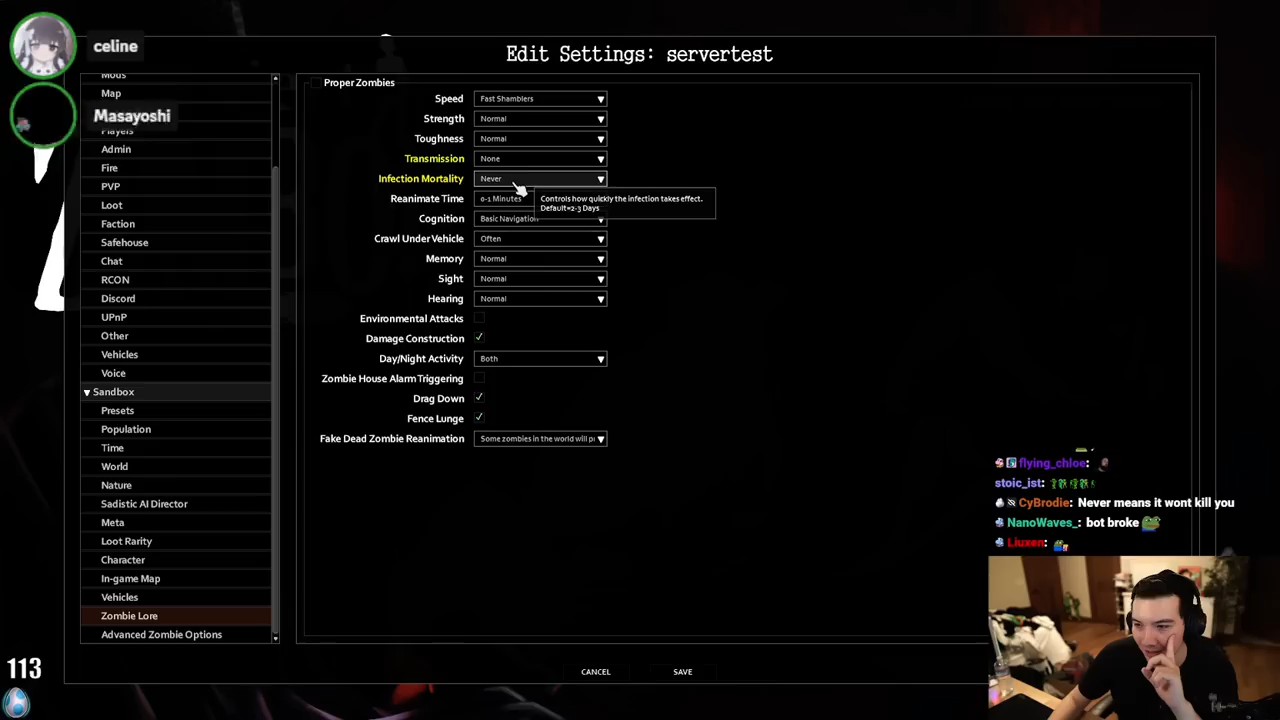 celine
Masayoshi
Edit Settings: servertest
Mods
Map
Players
Admin
Fire
PVP
Loot
Faction
Safehouse
Chat
RCON
Discord
UPnP
Other
Vehicles
Voice
Sandbox
Presets
Population
Time
World
Nature
Sadistic AI Director
Meta
Loot Rarity
Character
In-game Map
Vehicles
Zombie Lore
Advanced Zombie Options
Proper Zombies
Speed Fast Shamblers
Strength Normal
Toughness Normal
Transmission None
Infection Mortality Never
Reanimate Time 0-1 Minutes
Controls how quickly the infection takes effect.
Default=2-3 Days
Cognition Basic Navigation
Crawl Under Vehicle Often
Memory Normal
Sight Normal
Hearing Normal
Environmental Attacks
Damage Construction
Day/Night Activity Both
Zombie House Alarm Triggering
Drag Down
Fence Lunge
Fake Dead Zombie Reanimation Some zombies in the world will
CANCEL SAVE
flying_chloe:
stoic_ist:
CyBrodie: Never means it wont kill you
NanoWaves_: bot broke
Liuxen:
113